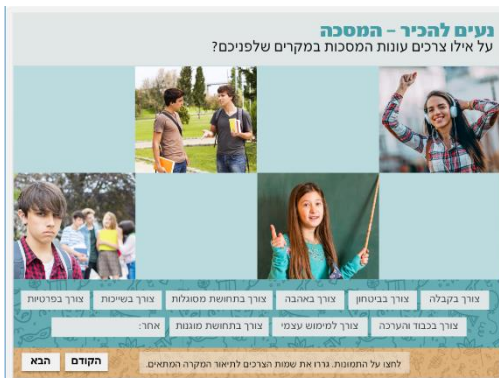 נעים להכיר – המסכה
על אילו צרכים עונות המסכות במקרים שלפניכם?
צורך בקבלה צורך בביטחון צורך באהבה צורך בתחושת מסוגלות צורך בשייכות צורך בפרטיות
צורך בכבוד והערכה צורך למימוש עצמי צורך בתחושת מוגנות אחר:
לחצו על התמונות. גררו את שמות הצרכים לתיאור המקרה המתאים. הקודם הבא